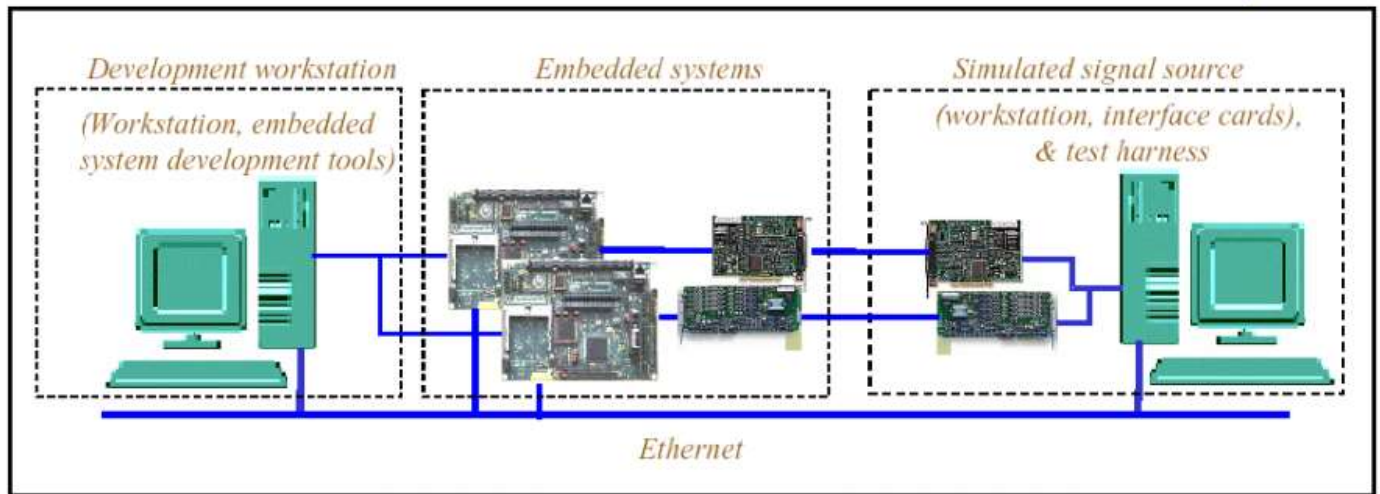 Development workstation
Embedded systems
Simulated signal source
(Workstation, embedded
system development tools)
(workstation, interface cards),
& test harness
Ethernet